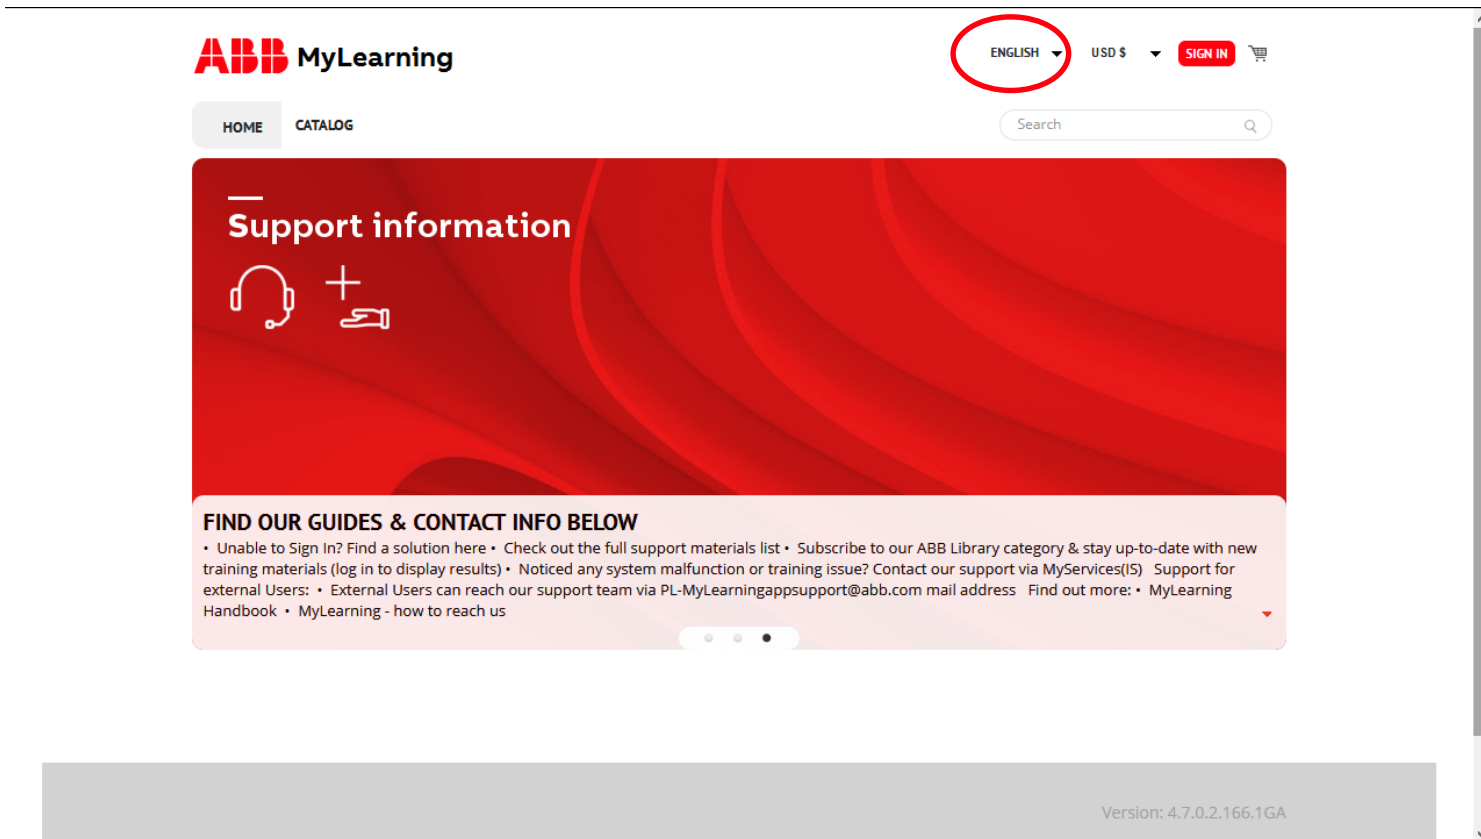 ABB MyLearning
ENGLISH USD $ SIGN IN
HOME CATALOG Search
Support information
FIND OUR GUIDES & CONTACT INFO BELOW
• Unable to Sign In? Find a solution here • Check out the full support materials list • Subscribe to our ABB Library category & stay up-to-date with new
training materials (log in to display results) • Noticed any system malfunction or training issue? Contact our support via MyServices(IS) Support for
external Users: • External Users can reach our support team via PL-MyLearningappsupport@abb.com mail address Find out more: • MyLearning
Handbook • MyLearning - how to reach us
Version: 4.7.0.2.166.1GA